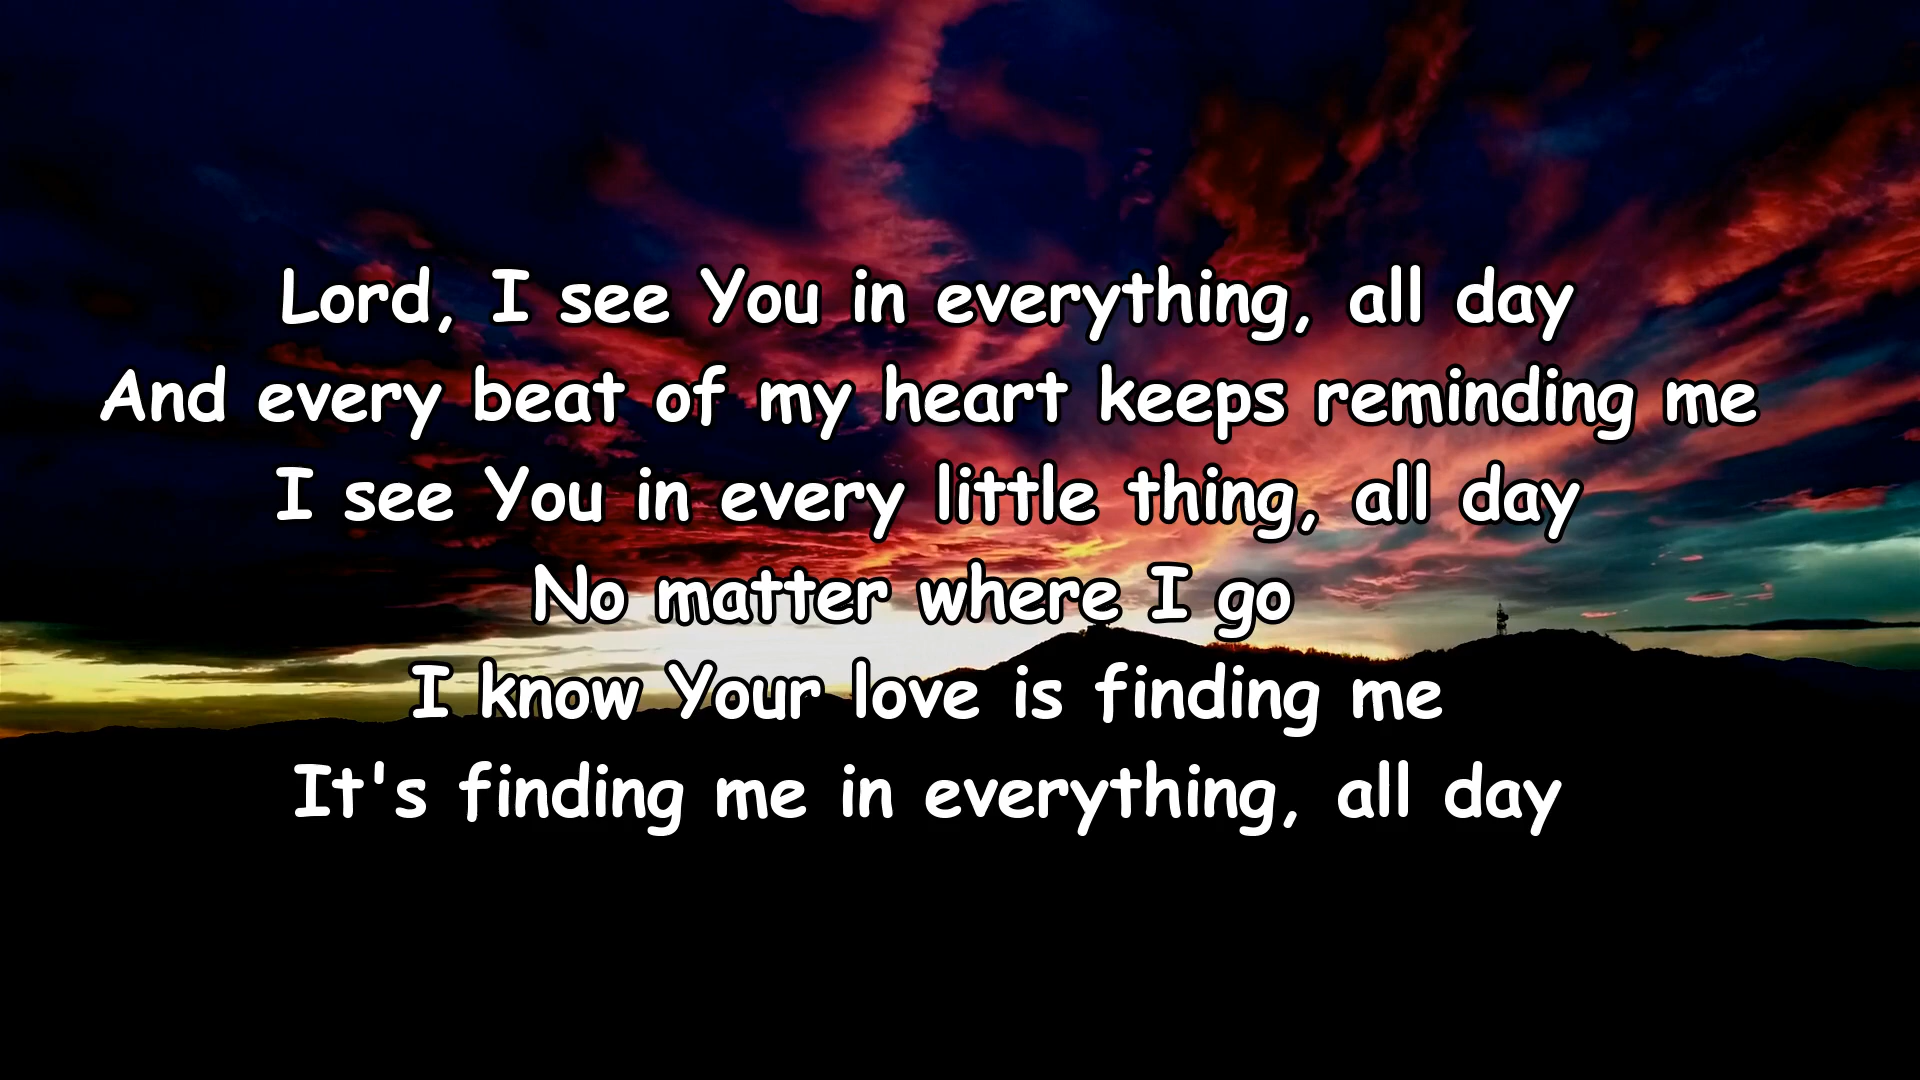 Lord, I see You in everything, all day
And every beat of my heart keeps reminding me
I see You in every little thing, all day
No matter where I go
I know Your love is finding me
It's finding me in everything, all day